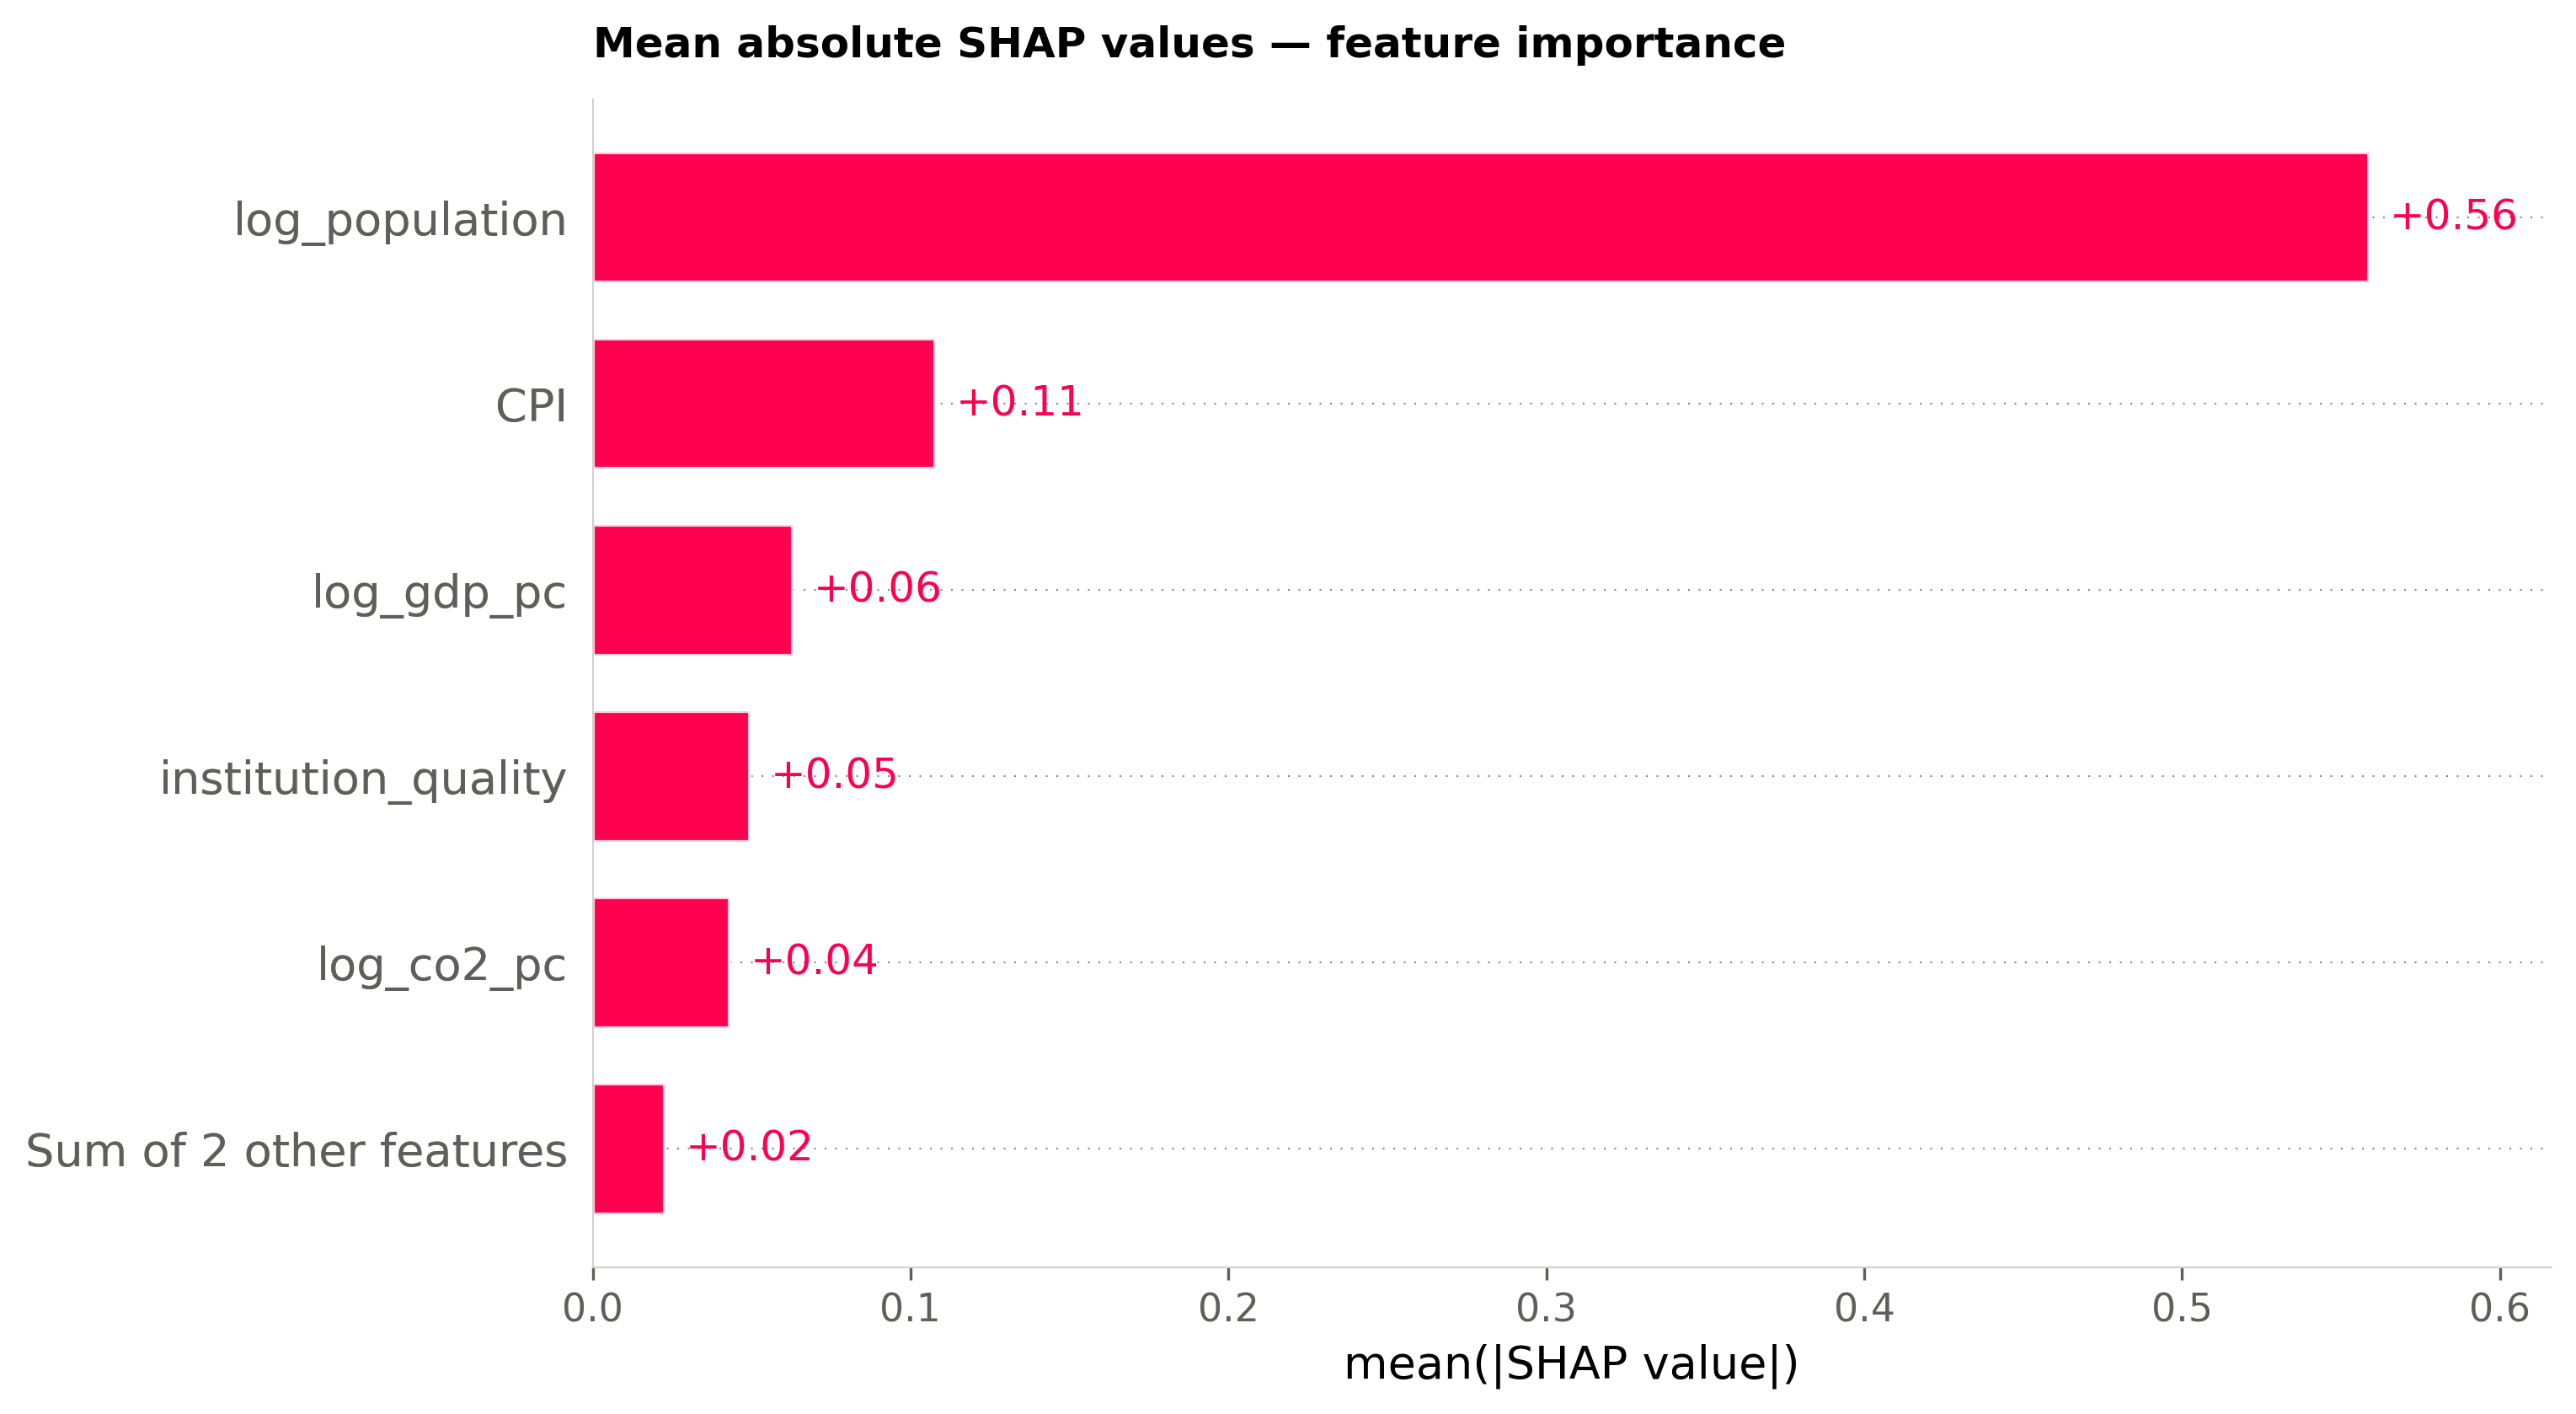 Mean absolute SHAP values — feature importance
log_population +0.56
CPI +0.11
log_gdp_pc +0.06
institution_quality +0.05
log_co2_pc +0.04
Sum of 2 other features +0.02
0.0 0.1 0.2 0.3 0.4 0.5 0.6
mean(|SHAP value|)